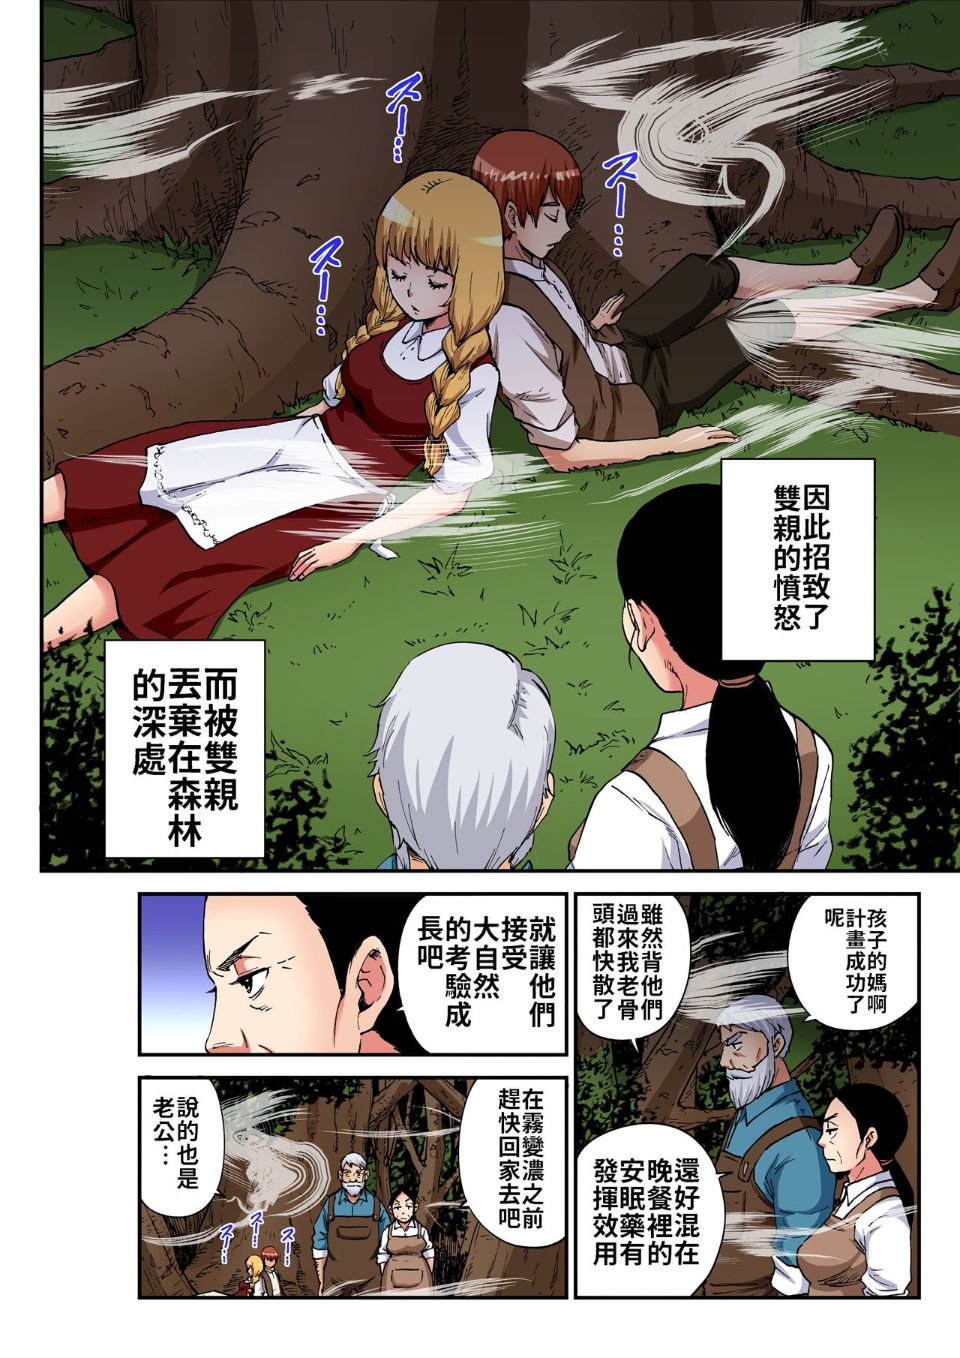 因此招致了
雙親的憤怒
而被雙親
丟棄在森林
的深處
スー…
スー…
スー…
孩子的媽啊
計畫成功了
呢
雖然背他們
過來我老骨
頭都快散了
還好混在
晚餐裡的
安眠藥有
發揮效用
就讓他們
接受
大自然
的考驗成
長吧
在霧變濃之前
趕快回家去吧
說的也是
老公…
スー…
スー…
スー…